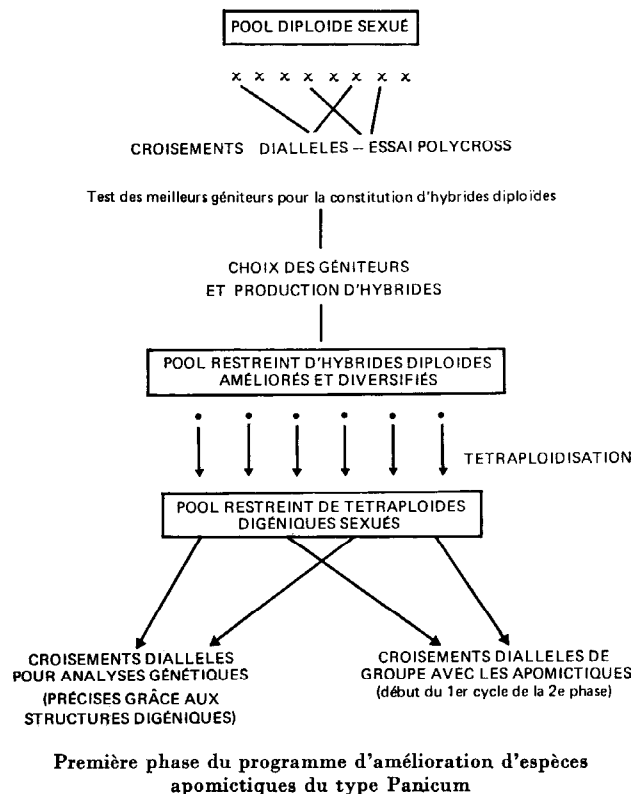 POOL DIPLOIDE SEXUÉ
x x x x x x x x
CROISEMENTS DIALLELES – ESSAI POLYCROSS
Test des meilleurs géniteurs pour la constitution d'hybrides diploïdes
CHOIX DES GÉNITEURS
ET PRODUCTION D'HYBRIDES
POOL RESTREINT D'HYBRIDES DIPLOIDES
AMÉLIORÉS ET DIVERSIFIÉS
TETRAPLOIDISATION
POOL RESTREINT DE TETRAPLOIDES
DIGÉNIQUES SEXUÉS
CROISEMENTS DIALLELES
POUR ANALYSES GÉNÉTIQUES
(PRÉCISES GRÂCE AUX
STRUCTURES DIGÉNIQUES)
CROISEMENTS DIALLELES DE
GROUPE AVEC LES APOMICTIQUES
(début du 1er cycle de la 2e phase)
Première phase du programme d'amélioration d'espèces
apomictiques du type Panicum